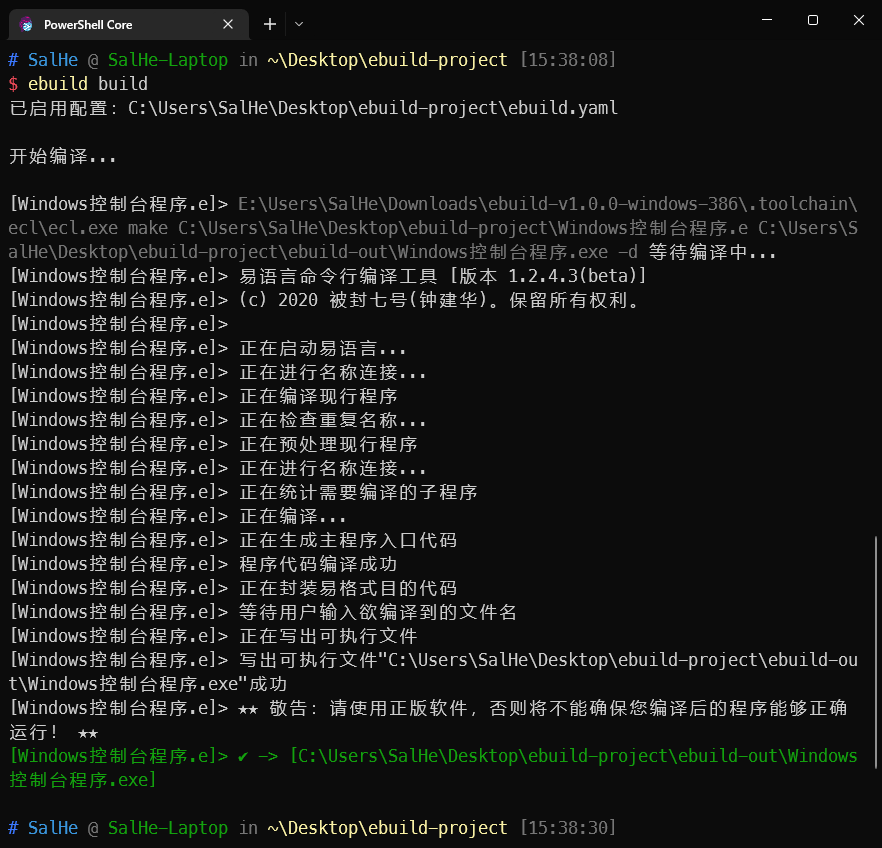 PowerShell Core
# SalHe @ SalHe-Laptop in ~\Desktop\ebuild-project [15:38:08]
$ ebuild build
已启用配置: C:\Users\SalHe\Desktop\ebuild-project\ebuild.yaml
开始编译...
[Windows控制台程序.e]> E:\Users\SalHe\Downloads\ebuild-v1.0.0-windows-386\.toolchain\
ecl\ecl.exe make C:\Users\SalHe\Desktop\ebuild-project\Windows控制台程序.e C:\Users\S
alHe\Desktop\ebuild-project\ebuild-out\Windows控制台程序.exe -d 等待编译中...
[Windows控制台程序.e]> 易语言命令行编译工具 [版本 1.2.4.3(beta)]
[Windows控制台程序.e]> (c) 2020 被封七号(钟建华)。保留所有权利。
[Windows控制台程序.e]>
[Windows控制台程序.e]> 正在启动易语言...
[Windows控制台程序.e]> 正在进行名称连接...
[Windows控制台程序.e]> 正在编译现行程序
[Windows控制台程序.e]> 正在检查重复名称...
[Windows控制台程序.e]> 正在预处理现行程序
[Windows控制台程序.e]> 正在进行名称连接...
[Windows控制台程序.e]> 正在统计需要编译的子程序
[Windows控制台程序.e]> 正在编译...
[Windows控制台程序.e]> 正在生成主程序入口代码
[Windows控制台程序.e]> 程序代码编译成功
[Windows控制台程序.e]> 正在封装易格式目的代码
[Windows控制台程序.e]> 等待用户输入欲编译到的文件名
[Windows控制台程序.e]> 正在写出可执行文件
[Windows控制台程序.e]> 写出可执行文件"C:\Users\SalHe\Desktop\ebuild-project\ebuild-ou
t\Windows控制台程序.exe"成功
[Windows控制台程序.e]> ★★ 敬告: 请使用正版软件，否则将不能确保您编译后的程序能够正确
运行！ ★★
[Windows控制台程序.e]> ✔ -> [C:\Users\SalHe\Desktop\ebuild-project\ebuild-out\Windows
控制台程序.exe]
# SalHe @ SalHe-Laptop in ~\Desktop\ebuild-project [15:38:30]